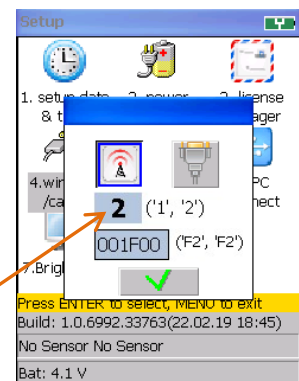 Setup
1. setup date 2. power 3. license
& t ager
4.wir PC
/ca nect
2 ('1', '2')
001F00 ('F2', 'F2')
7.Brigl
Press ENTER to select, MENU to exit
Build: 1.0.6992.33763(22.02.19 18:45)
No Sensor No Sensor
Bat: 4.1 V